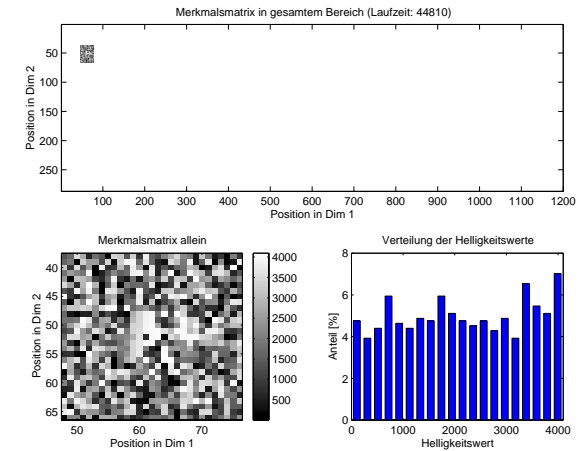 Merkmalsmatrix in gesamtem Bereich (Laufzeit: 44810)
Position in Dim 2
50
100
150
200
250
100 200 300 400 500 600 700 800 900 1000 1100 1200
Position in Dim 1
Merkmalsmatrix allein
Position in Dim 2
40
45
50
55
60
65
50 60 70
Position in Dim 1
4000
3500
3000
2500
2000
1500
1000
500
Verteilung der Helligkeitswerte
Anteil [%]
8
6
4
2
0
0 1000 2000 3000 4000
Helligkeitswert